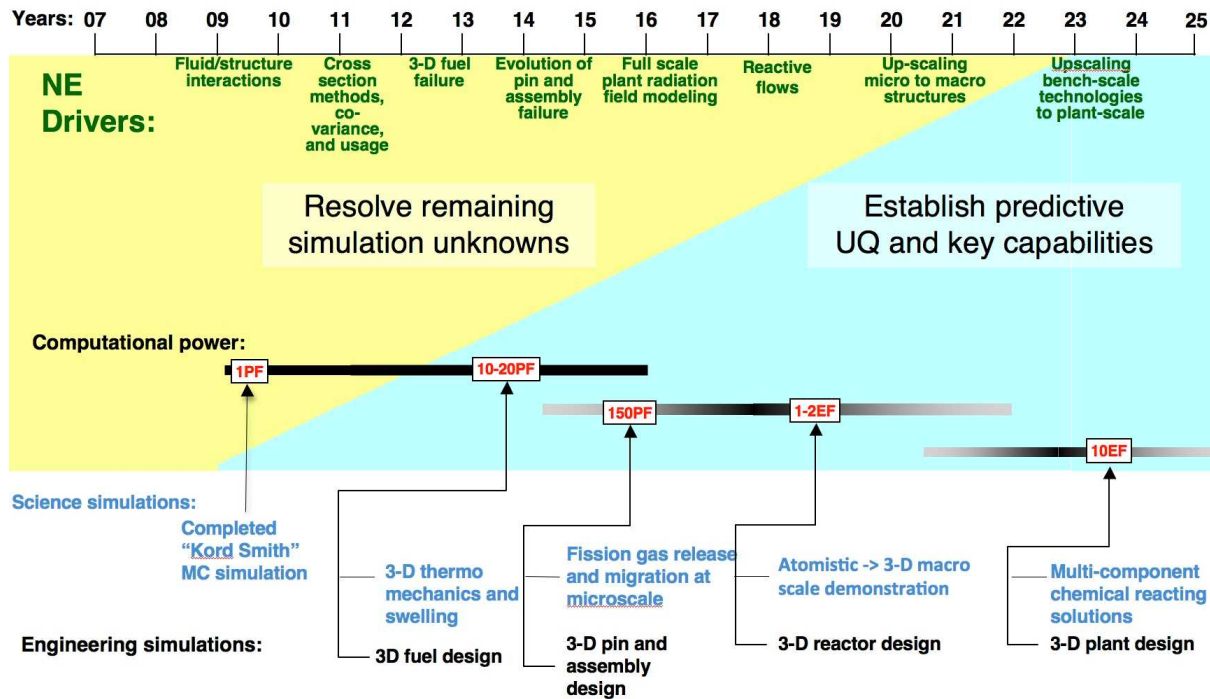 Years: 07 08 09 10 11 12 13 14 15 16 17 18 19 20 21 22 23 24 25
NE
Drivers:
Fluid/structure
interactions
Cross
section
methods,
co-
variance,
and usage
3-D fuel
failure
Evolution of
pin and
assembly
failure
Full scale
plant radiation
field modeling
Reactive
flows
Up-scaling
micro to macro
structures
Upscaling
bench-scale
technologies
to plant-scale
Resolve remaining
simulation unknowns
Establish predictive
UQ and key capabilities
Computational power:
1PF
10-20PF
150PF
1-2EF
10EF
Science simulations:
Completed
“Kord Smith”
MC simulation
3-D thermo
mechanics and
swelling
Fission gas release
and migration at
microscale
Atomistic -> 3-D macro
scale demonstration
Multi-component
chemical reacting
solutions
Engineering simulations:
3D fuel design
3-D pin and
assembly
design
3-D reactor design
3-D plant design